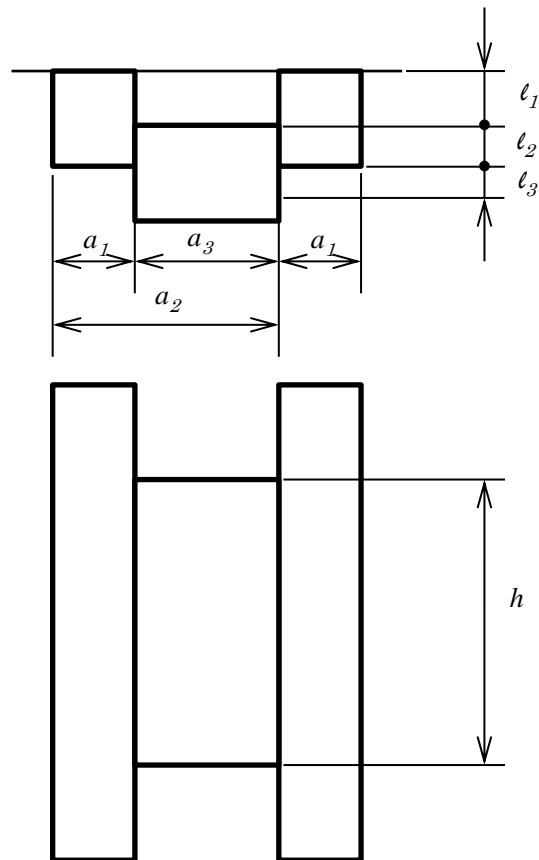 ℓ₁
ℓ₂
ℓ₃
a₁ a₃ a₁
a₂
h